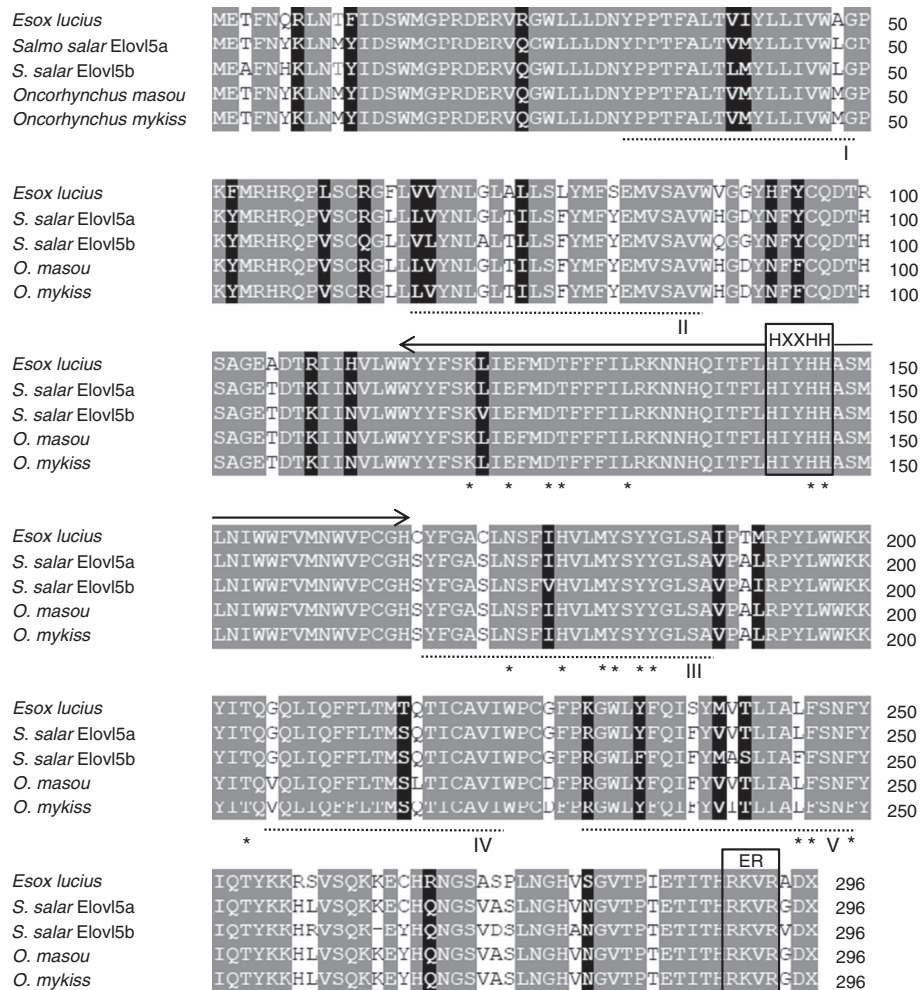 Esox lucius METFNQRLNTFIDSWMGPRDERVRGWLLLDNYPPTFALTVIYLLIVWAGP 50
Salmo salar Elovl5a METFNYKLNMYIDSWMGPRDERVQGWLLLDNYPPTFALTVMYLLIVWLGP 50
S. salar Elovl5b MEAFNHKLNTYIDSWMGPRDERVQGWLLLDNYPPTFALTLMYLLIVWLGP 50
Oncorhynchus masou METFNYKLNMYIDSWMGPRDERVQGWLLLDNYPPTFALTVMYLLIVWMGP 50
Oncorhynchus mykiss METFNYKLNMYIDSWMGPRDERVQGWLLLDNYPPTFALTVMYLLIVWMGP 50
I
Esox lucius KFMRHRQPLSCRGFLVVYNLGLALLSLYMFSEMVSAVWVGGYHFYCQDTR 100
S. salar Elovl5a KYMRHRQPVSCRGLLLVYNLGLTILSFYMFYEMVSAVWHGDYNFYCQDTH 100
S. salar Elovl5b KYMRHRQPVSCQGLLVLYNLALTLLSFYMFYEMVSAVWQGGYNFYCQDTH 100
O. masou KYMRHRQPVSCRGLLLVYNLGLTILSFYMFYEMVSAVWHGDYNFFCQDTH 100
O. mykiss KYMRHRQPVSCRGLLLVYNLGLTILSFYMFYEMVSAVWHGDYNFFCQDTH 100
II
HXXHH
Esox lucius SAGEADTRIIHVLWWYYFSKLIEFMDTFFFILRKNNHQITFLHIYHHASM 150
S. salar Elovl5a SAGETDTKIINVLWWYYFSKLIEFMDTFFFILRKNNHQITFLHIYHHASM 150
S. salar Elovl5b SAGETDTKIINVLWWYYFSKVIEFMDTFFFILRKNNHQITFLHIYHHASM 150
O. masou SAGETDTKIINVLWWYYFSKLIEFMDTFFFILRKNNHQITFLHIYHHASM 150
O. mykiss SAGETDTKIINVLWWYYFSKLIEFMDTFFFILRKNNHQITFLHIYHHASM 150
* * * * * * *
Esox lucius LNIWWFVMNWVPCGHCYFGACLNSFIHVLMYSYYGLSAIPTMRPYLWWKK 200
S. salar Elovl5a LNIWWFVMNWVPCGHSYFGASLNSFIHVLMYSYYGLSAVPALRPYLWWKK 200
S. salar Elovl5b LNIWWFVMNWVPCGHSYFGASLNSFVHVLMYSYYGLSAVPAIRPYLWWKK 200
O. masou LNIWWFVMNWVPCGHSYFGASLNSFIHVLMYSYYGLSAVPALRPYLWWKK 200
O. mykiss LNIWWFVMNWVPCGHSYFGASLNSFIHVLMYSYYGLSAVPALRPYLWWKK 200
* * * * * * III
Esox lucius YITQGQLIQFFLTMTQTICAVIWPCGFPKGWLYFQISYMVTLIALFSNFY 250
S. salar Elovl5a YITQGQLIQFFLTMSQTICAVIWPCGFPRGWLYFQIFYVVTLIALFSNFY 250
S. salar Elovl5b YITQGQLIQFFLTMSQTICAVIWPCGFPRGWLFFQIFYMASLIAFFSNFY 250
O. masou YITQVQLIQFFLTMSLTICAVIWPCDFPRGWLYFQIFYVVTLIALFSNFY 250
O. mykiss YITQVQLIQFFLTMSQTICAVIWPCDFPRGWLYFQIFYVITLIALFSNFY 250
* IV * * V *
ER
Esox lucius IQTYKKRSVSQKKECHRNGSASPLNGHVSGVTPIETITHRKVRADX 296
S. salar Elovl5a IQTYKKHLVSQKKECHQNGSVASLNGHVNGVTPTETITHRKVRGDX 296
S. salar Elovl5b IQTYKKHRVSQK-EYHQNGSVDSLNGHANGVTPTETITHRKVRVDX 296
O. masou IQTYKKHLVSQKKEYHQNGSVASLNGHVNGVTPTETITHRKVRGDX 296
O. mykiss IQTYKKHLVSQKKEYHQNGSVASLNGHVNGVTPTETITHRKVRGDX 296